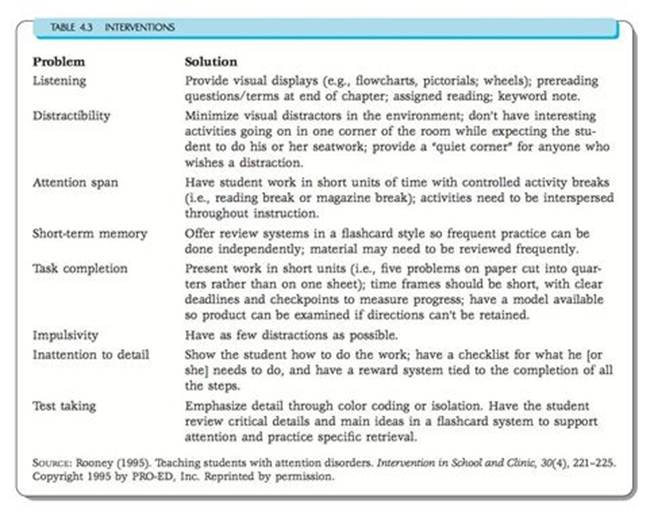 TABLE 4.3 INTERVENTIONS
Problem Solution
Listening Provide visual displays (e.g., flowcharts, pictorials; wheels); prereading
questions/terms at end of chapter; assigned reading; keyword note.
Distractibility Minimize visual distractors in the environment; don't have interesting
activities going on in one corner of the room while expecting the stu-
dent to do his or her seatwork; provide a "quiet corner" for anyone who
wishes a distraction.
Attention span Have student work in short units of time with controlled activity breaks
(i.e., reading break or magazine break); activities need to be interspersed
throughout instruction.
Short-term memory Offer review systems in a flashcard style so frequent practice can be
done independently; material may need to be reviewed frequently.
Task completion Present work in short units (i.e., five problems on paper cut into quar-
ters rather than on one sheet); time frames should be short, with clear
deadlines and checkpoints to measure progress; have a model available
so product can be examined if directions can't be retained.
Impulsivity Have as few distractions as possible.
Inattention to detail Show the student how to do the work; have a checklist for what he [or
she] needs to do, and have a reward system tied to the completion of all
the steps.
Test taking Emphasize detail through color coding or isolation. Have the student
review critical details and main ideas in a flashcard system to support
attention and practice specific retrieval.
SOURCE: Rooney (1995). Teaching students with attention disorders. Intervention in School and Clinic, 30(4), 221–225.
Copyright 1995 by PRO-ED, Inc. Reprinted by permission.